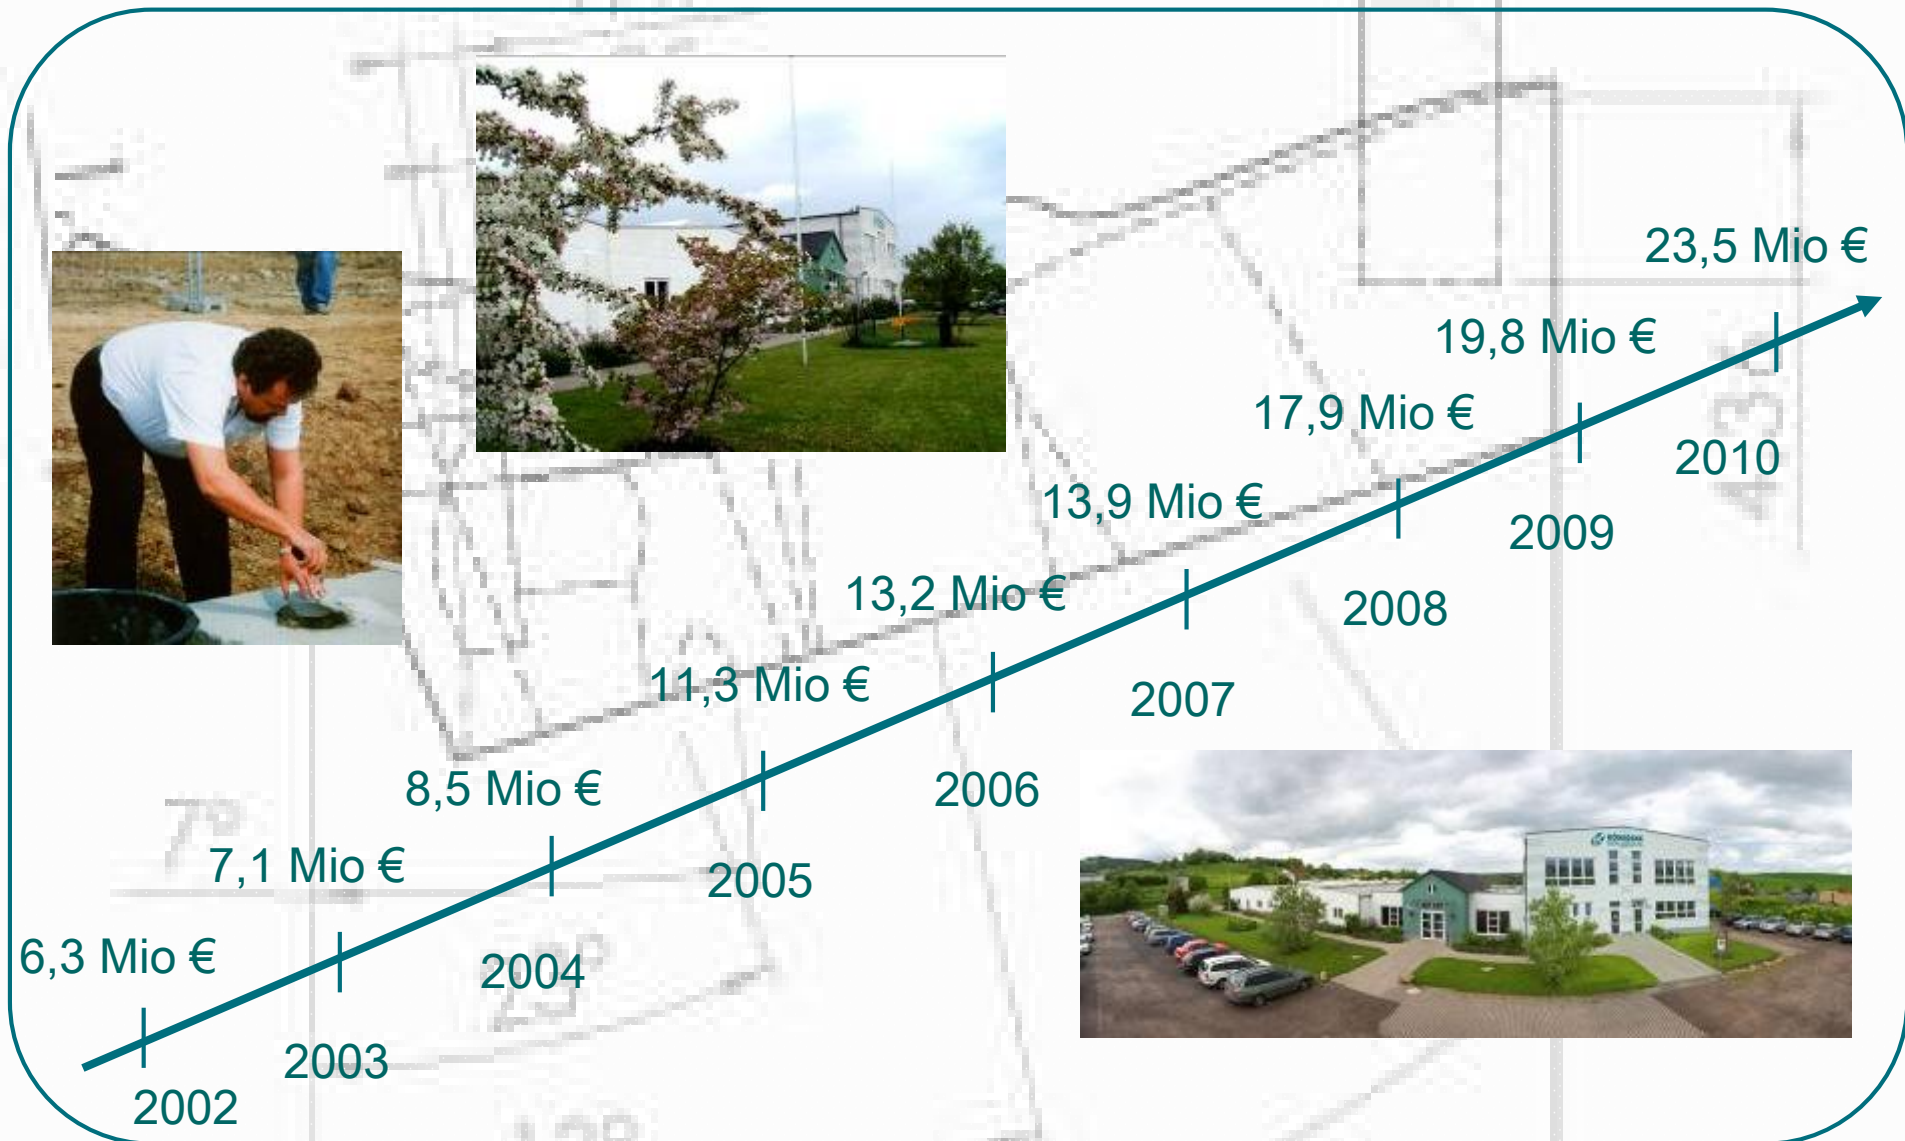 23,5 Mio €
19,8 Mio €
17,9 Mio €
2010
13,9 Mio €
2009
13,2 Mio €
2008
11,3 Mio €
2007
8,5 Mio €
2006
7,1 Mio €
2005
6,3 Mio €
2004
2003
2002